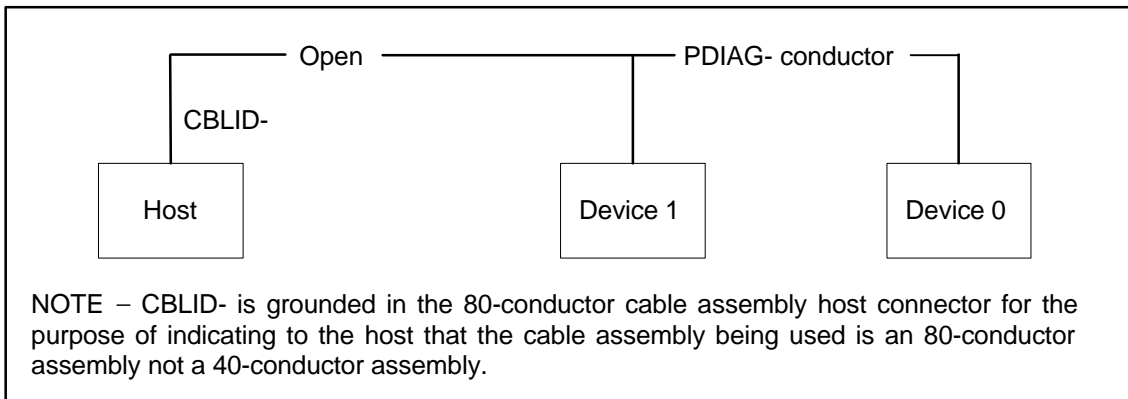 Open PDIAG- conductor
CBLID-
Host Device 1 Device 0
NOTE – CBLID- is grounded in the 80-conductor cable assembly host connector for the
purpose of indicating to the host that the cable assembly being used is an 80-conductor
assembly not a 40-conductor assembly.